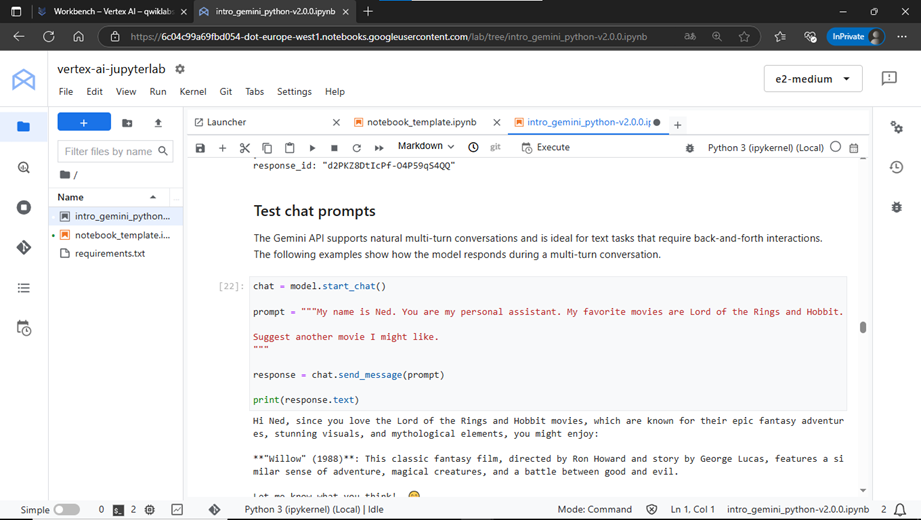 Workbench – Vertex AI – qwiklabs
intro_gemini_python-v2.0.0.ipynb
https://6c04c99a69fbd054-dot-europe-west1.notebooks.googleusercontent.com/lab/tree/intro_gemini_python-v2.0.0.ipynb
InPrivate
vertex-ai-jupyterlab
e2-medium
File Edit View Run Kernel Git Tabs Settings Help
Filter files by name
/
Name
intro_gemini_python...
notebook_template.i...
requirements.txt
Launcher
notebook_template.ipynb
intro_gemini_python-v2.0.0.ip
Markdown
git
Execute
Python 3 (ipykernel) (Local)
response_id: "d2PKZ8DtIcPf-O4P59qS4QQ"
Test chat prompts
The Gemini API supports natural multi-turn conversations and is ideal for text tasks that require back-and-forth interactions.
The following examples show how the model responds during a multi-turn conversation.
[22]:
chat = model.start_chat()
prompt = """My name is Ned. You are my personal assistant. My favorite movies are Lord of the Rings and Hobbit.
Suggest another movie I might like.
"""
response = chat.send_message(prompt)
print(response.text)
Hi Ned, since you love the Lord of the Rings and Hobbit movies, which are known for their epic fantasy adventur
es, stunning visuals, and mythological elements, you might enjoy:
**"Willow" (1988)**: This classic fantasy film, directed by Ron Howard and story by George Lucas, features a si
milar sense of adventure, magical creatures, and a battle between good and evil.
Let me know what you think!
Simple
0
2
Python 3 (ipykernel) (Local) | Idle
Mode: Command
Ln 1, Col 1
intro_gemini_python-v2.0.0.ipynb
2